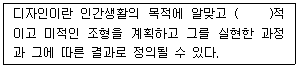 디자인이란 인간생활의 목적에 알맞고 (     )적
이고 미적인 조형을 계획하고 그를 실현한 과정
과 그에 따른 결과로 정의될 수 있다.